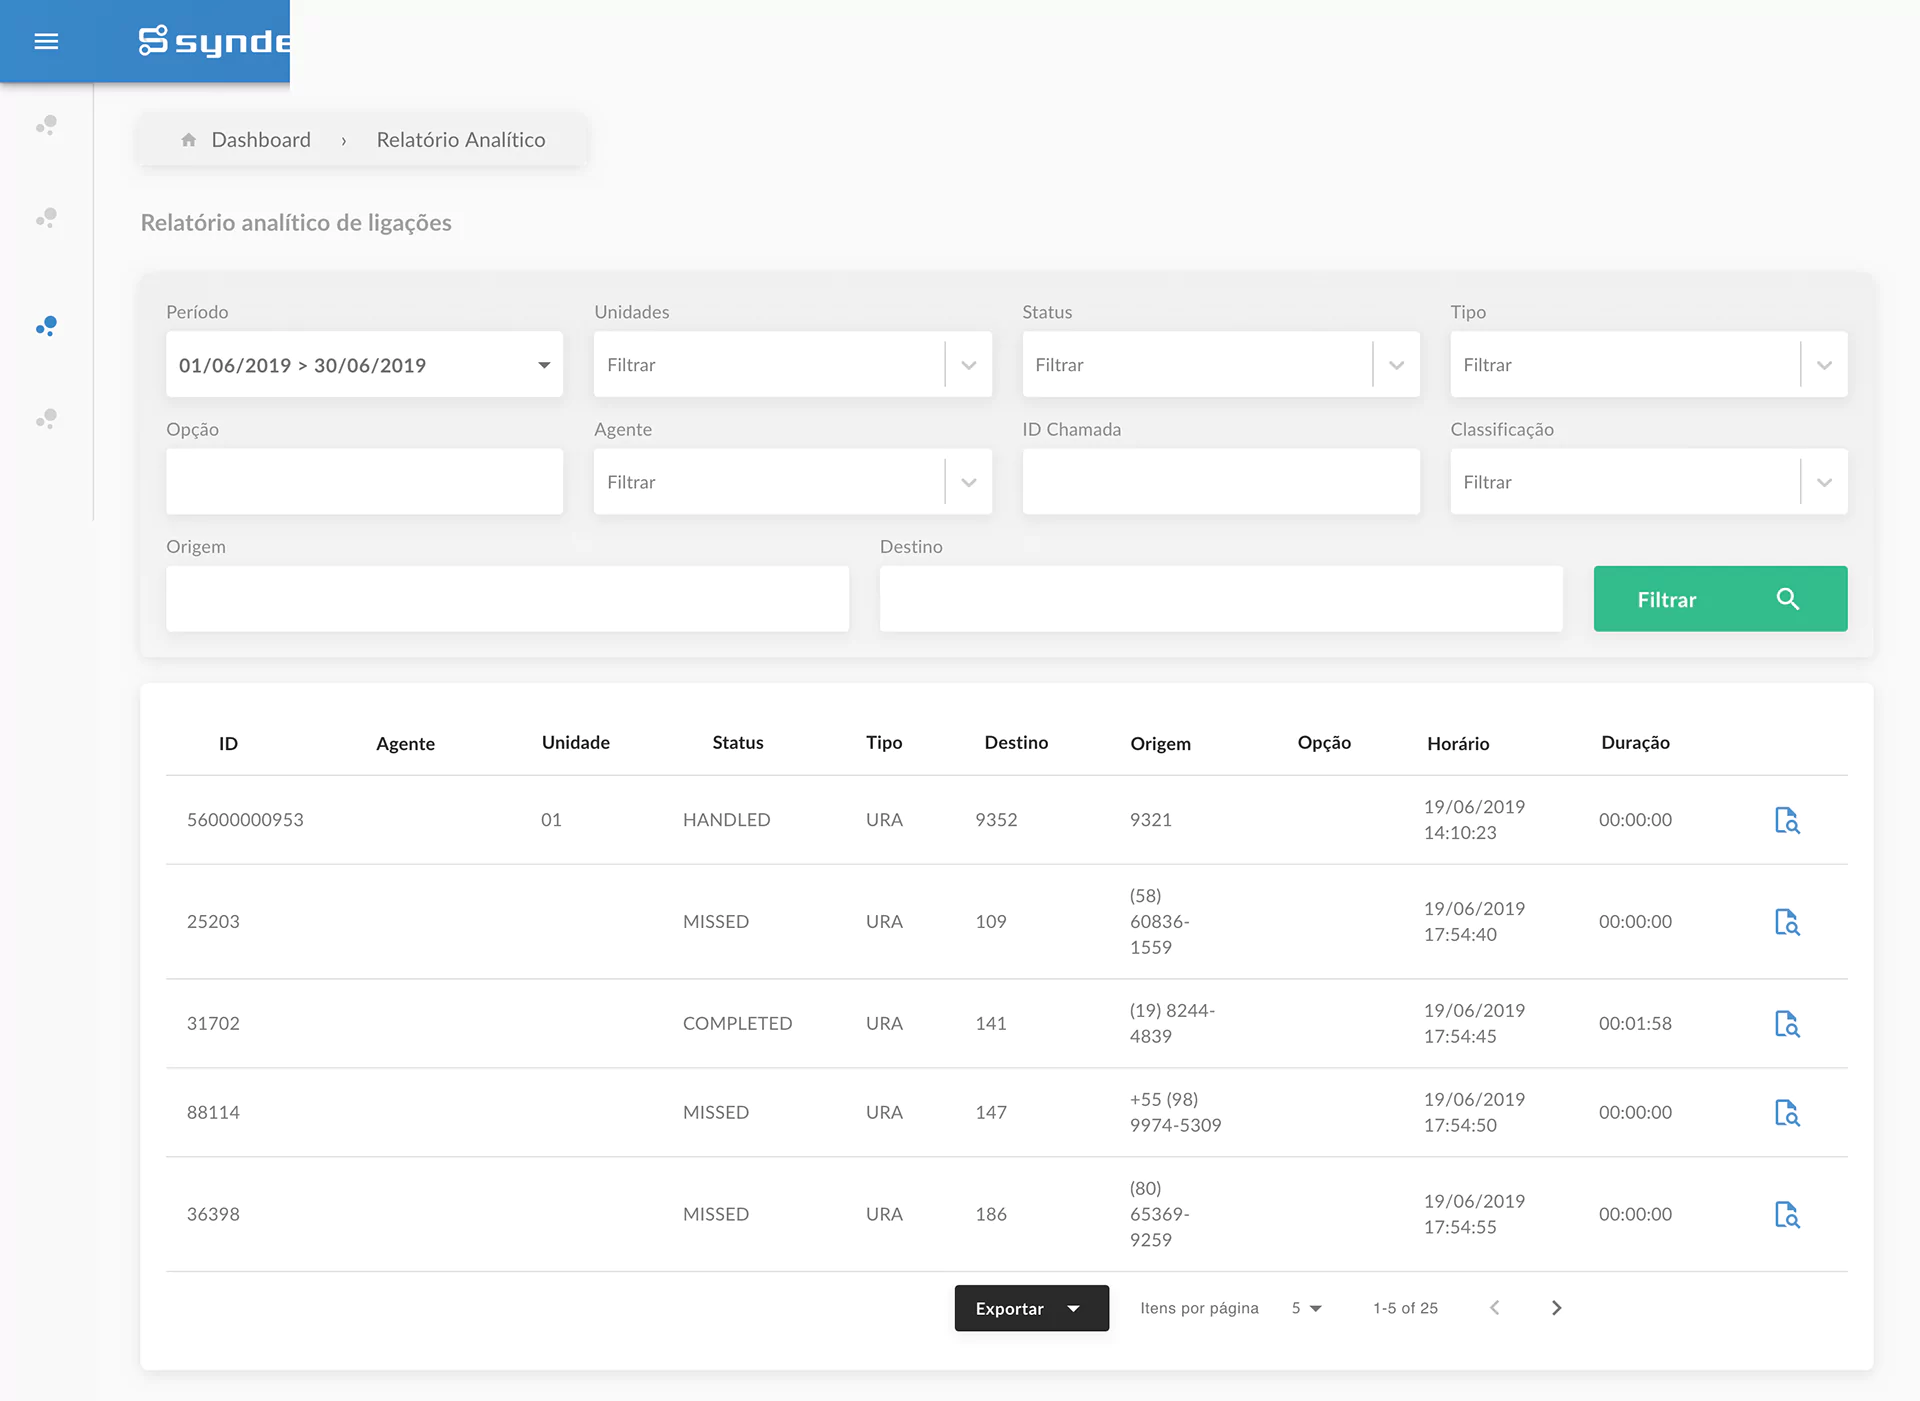 synde
Dashboard › Relatório Analítico
Relatório analítico de ligações
Período Unidades Status Tipo
01/06/2019 > 30/06/2019 Filtrar Filtrar Filtrar
Opção Agente ID Chamada Classificação
Filtrar Filtrar
Origem Destino
Filtrar
ID Agente Unidade Status Tipo Destino Origem Opção Horário Duração
56000000953 01 HANDLED URA 9352 9321 19/06/2019 14:10:23 00:00:00
25203 MISSED URA 109 (58) 60836-1559 19/06/2019 17:54:40 00:00:00
31702 COMPLETED URA 141 (19) 8244-4839 19/06/2019 17:54:45 00:01:58
88114 MISSED URA 147 +55 (98) 9974-5309 19/06/2019 17:54:50 00:00:00
36398 MISSED URA 186 (80) 65369-9259 19/06/2019 17:54:55 00:00:00
Exportar Itens por página 5 1-5 of 25